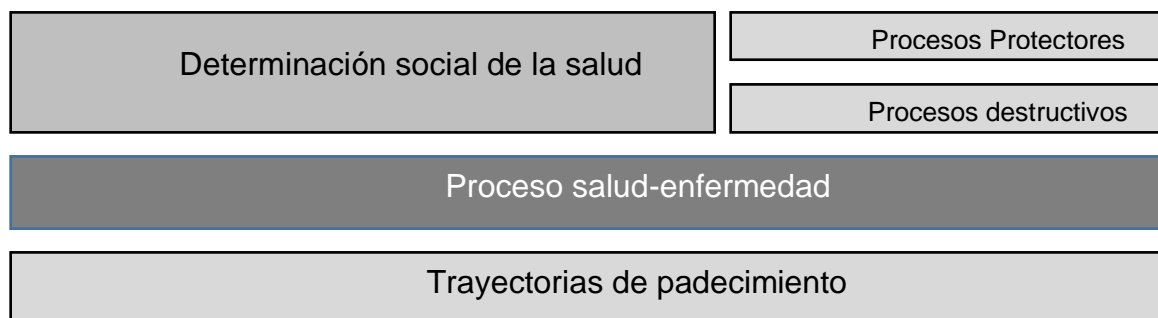 Determinación social de la salud
Procesos Protectores
Procesos destructivos
Proceso salud-enfermedad
Trayectorias de padecimiento